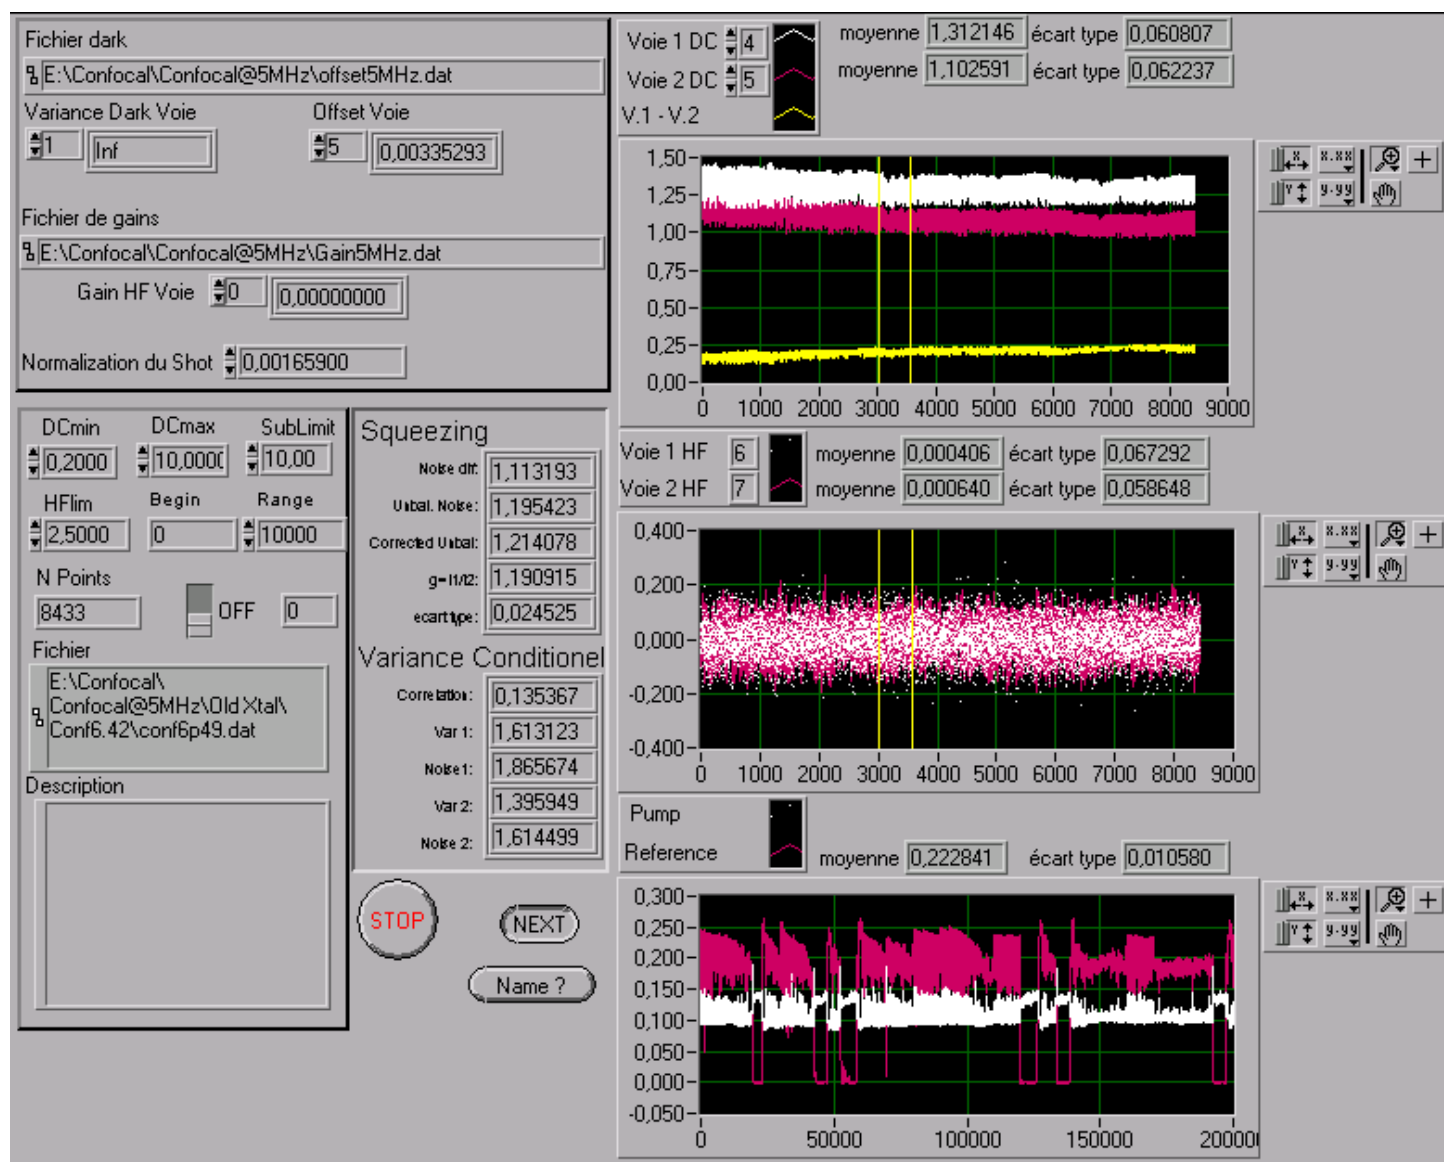 Fichier dark
E:\Confocal\Confocal@5MHz\offset5MHz.dat
Variance Dark Voie Offset Voie
1 Inf 5 0,00335293
Fichier de gains
E:\Confocal\Confocal@5MHz\Gain5MHz.dat
Gain HF Voie 0 0,00000000
Normalization du Shot 0,00165900
DCmin DCmax SubLimit
0,2000 10,000( 10,00
HFlim Begin Range
2,5000 0 10000
N Points
8433 OFF 0
Fichier
E:\Confocal\
Confocal@5MHz\Old Xtal\
Conf6.42\conf6p49.dat
Description
Squeezing
Noise diff: 1,113193
Unbal. Noise: 1,195423
Corrected Unbal: 1,214078
g=I1/I2: 1,190915
ecart type: 0,024525
Variance Conditionel
Correlation: 0,135367
Var 1: 1,613123
Noise 1: 1,865674
Var 2: 1,395949
Noise 2: 1,614499
STOP
NEXT
Name ?
Voie 1 DC 4 moyenne 1,312146 écart type 0,060807
Voie 2 DC 5 moyenne 1,102591 écart type 0,062237
V.1 - V.2
1,50
1,25
1,00
0,75
0,50
0,25
0,00
0 1000 2000 3000 4000 5000 6000 7000 8000 9000
X x.xx
Y y.yy
Voie 1 HF 6 moyenne 0,000406 écart type 0,067292
Voie 2 HF 7 moyenne 0,000640 écart type 0,058648
0,400
0,200
0,000
-0,200
-0,400
0 1000 2000 3000 4000 5000 6000 7000 8000 9000
X x.xx
Y y.yy
Pump
Reference moyenne 0,222841 écart type 0,010580
0,300
0,250
0,200
0,150
0,100
0,050
0,000
-0,050
0 50000 100000 150000 200000
X x.xx
Y y.yy